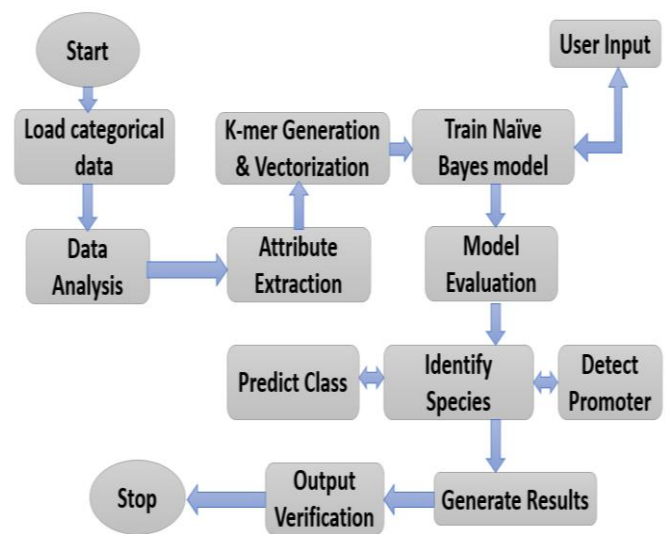 Start
User Input
Load categorical
data
K-mer Generation
& Vectorization
Train Naïve
Bayes model
Data
Analysis
Attribute
Extraction
Model
Evaluation
Predict Class
Identify
Species
Detect
Promoter
Stop
Output
Verification
Generate Results